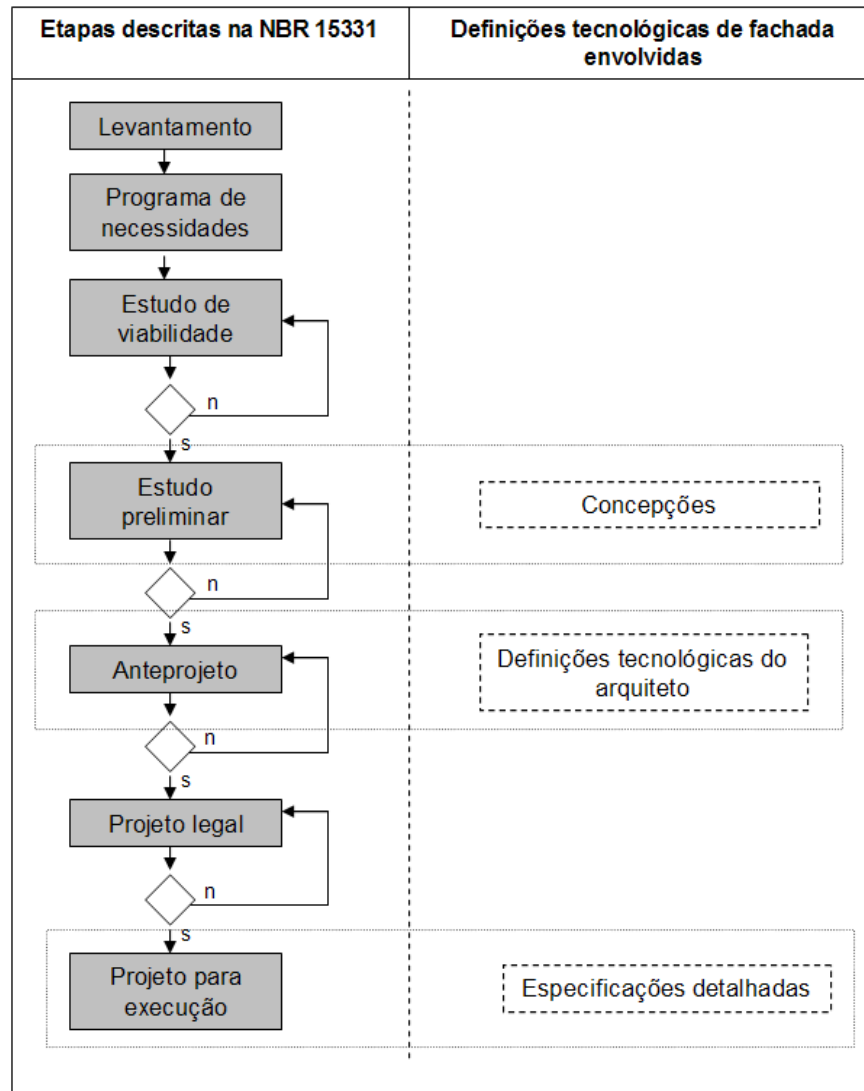 Etapas descritas na NBR 15331
Definições tecnológicas de fachada
envolvidas
Levantamento
Programa de
necessidades
Estudo de
viabilidade
n
s
Estudo
preliminar
Concepções
n
s
Anteprojeto
Definições tecnológicas do
arquiteto
n
s
Projeto legal
n
s
Projeto para
execução
Especificações detalhadas